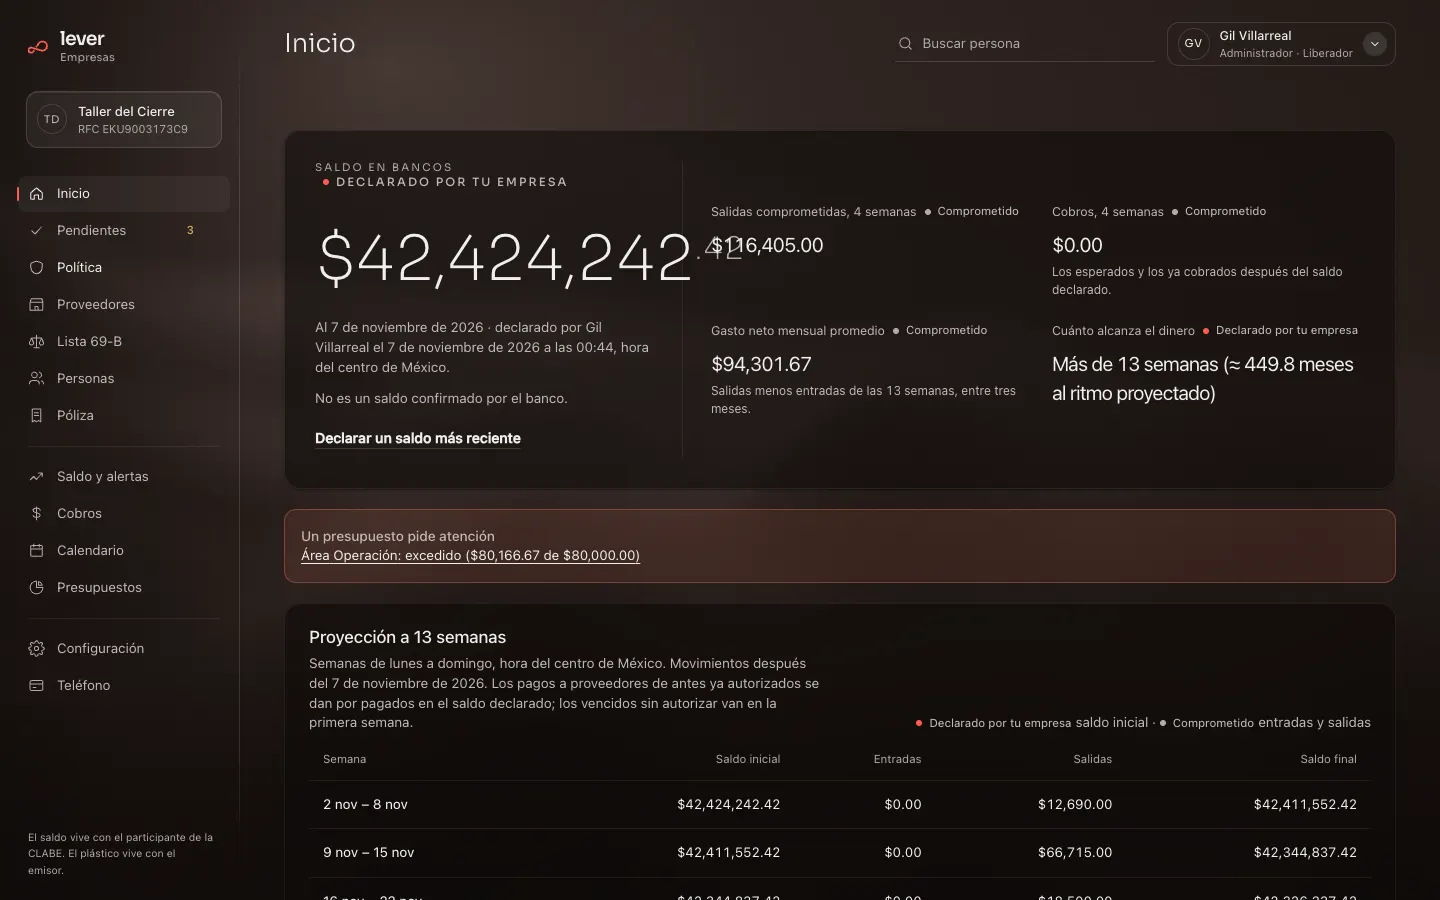 lever
Empresas
TD
Taller del Cierre
RFC EKU9003173C9
Inicio
Pendientes 3
Política
Proveedores
Lista 69-B
Personas
Póliza
Saldo y alertas
Cobros
Calendario
Presupuestos
Configuración
Teléfono
El saldo vive con el participante de la
CLABE. El plástico vive con el
emisor.
Inicio
Buscar persona
GV
Gil Villarreal
Administrador · Liberador
SALDO EN BANCOS
DECLARADO POR TU EMPRESA
$42,424,242.42
Al 7 de noviembre de 2026 · declarado por Gil
Villarreal el 7 de noviembre de 2026 a las 00:44, hora
del centro de México.
No es un saldo confirmado por el banco.
Declarar un saldo más reciente
Salidas comprometidas, 4 semanas ● Comprometido
$116,405.00
Cobros, 4 semanas ● Comprometido
$0.00
Los esperados y los ya cobrados después del saldo
declarado.
Gasto neto mensual promedio ● Comprometido
$94,301.67
Salidas menos entradas de las 13 semanas, entre tres
meses.
Cuánto alcanza el dinero ● Declarado por tu empresa
Más de 13 semanas (≈ 449.8 meses
al ritmo proyectado)
Un presupuesto pide atención
Área Operación: excedido ($80,166.67 de $80,000.00)
Proyección a 13 semanas
Semanas de lunes a domingo, hora del centro de México. Movimientos después
del 7 de noviembre de 2026. Los pagos a proveedores de antes ya autorizados se
dan por pagados en el saldo declarado; los vencidos sin autorizar van en la
primera semana.
● Declarado por tu empresa saldo inicial · ● Comprometido entradas y salidas
Semana Saldo inicial Entradas Salidas Saldo final
2 nov – 8 nov $42,424,242.42 $0.00 $12,690.00 $42,411,552.42
9 nov – 15 nov $42,411,552.42 $0.00 $66,715.00 $42,344,837.42